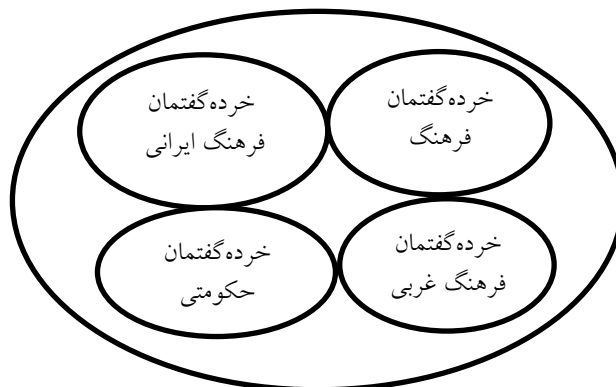 خرده‌گفتمان
فرهنگ
خرده‌گفتمان
فرهنگ ایرانی
خرده‌گفتمان
فرهنگ غربی
خرده‌گفتمان
حکومتی